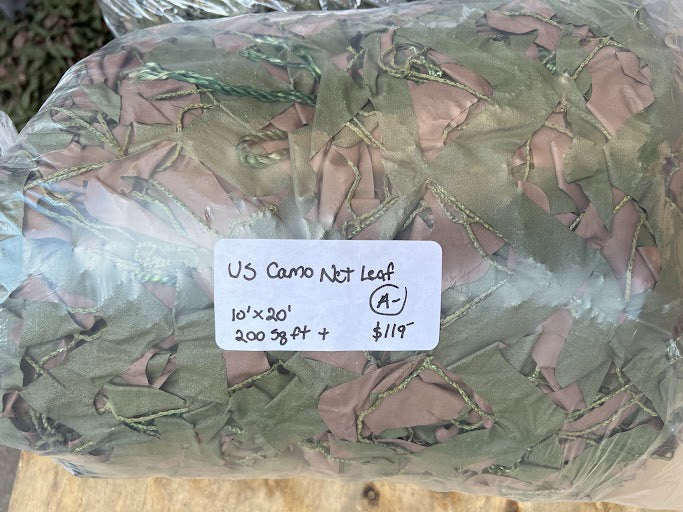 US Camo Net Leaf
A-
10'x20'
200 sq ft + $119-